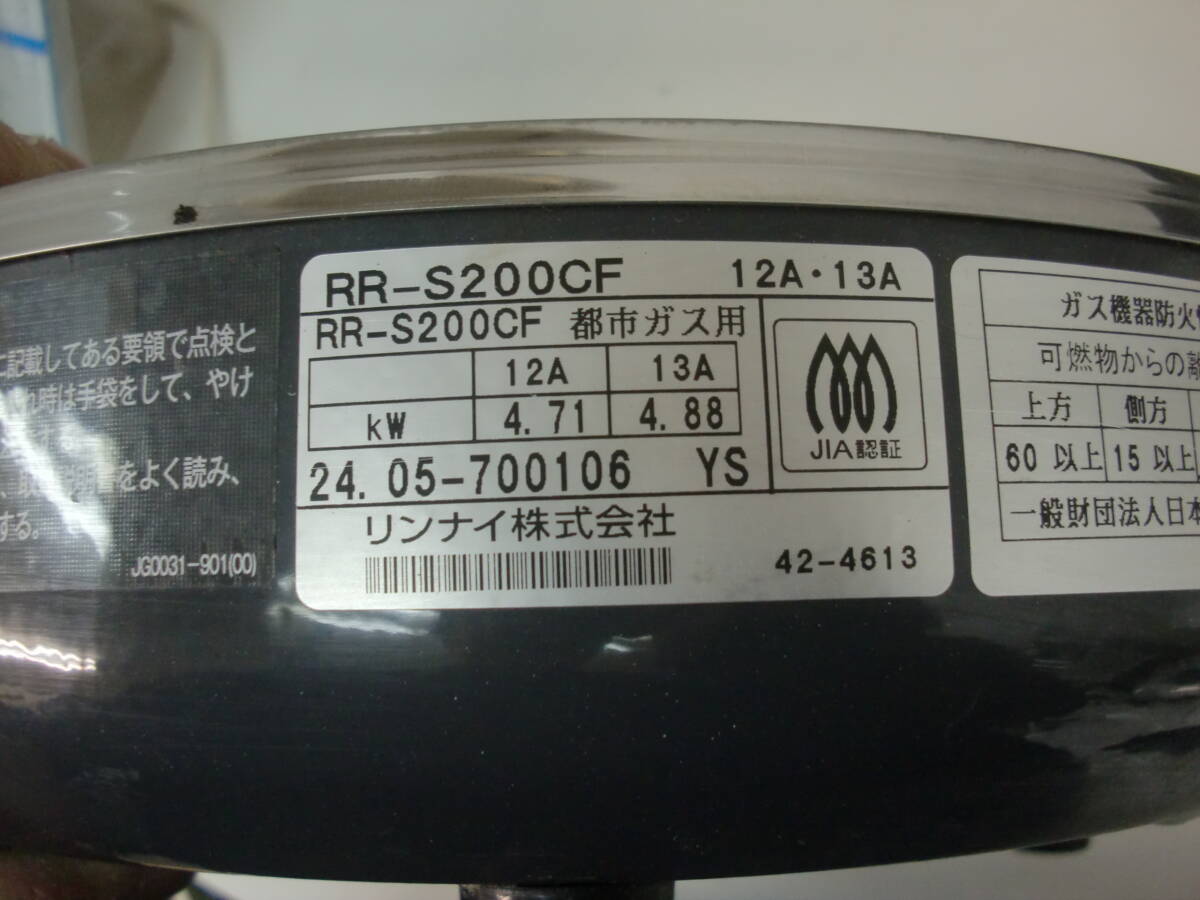 に記載してある要領で点検と
れ時は手袋をして、やけ
をよく読み、
する。
JG0031-901(00)
RR-S200CF 12A・13A
RR-S200CF 都市ガス用
12A 13A
kW 4.71 4.88
24. 05-700106 YS
JIA認証
リンナイ株式会社
42-4613
ガス機器防火
可燃物からの離
上方 側方
60 以上 15 以上
一般財団法人日本